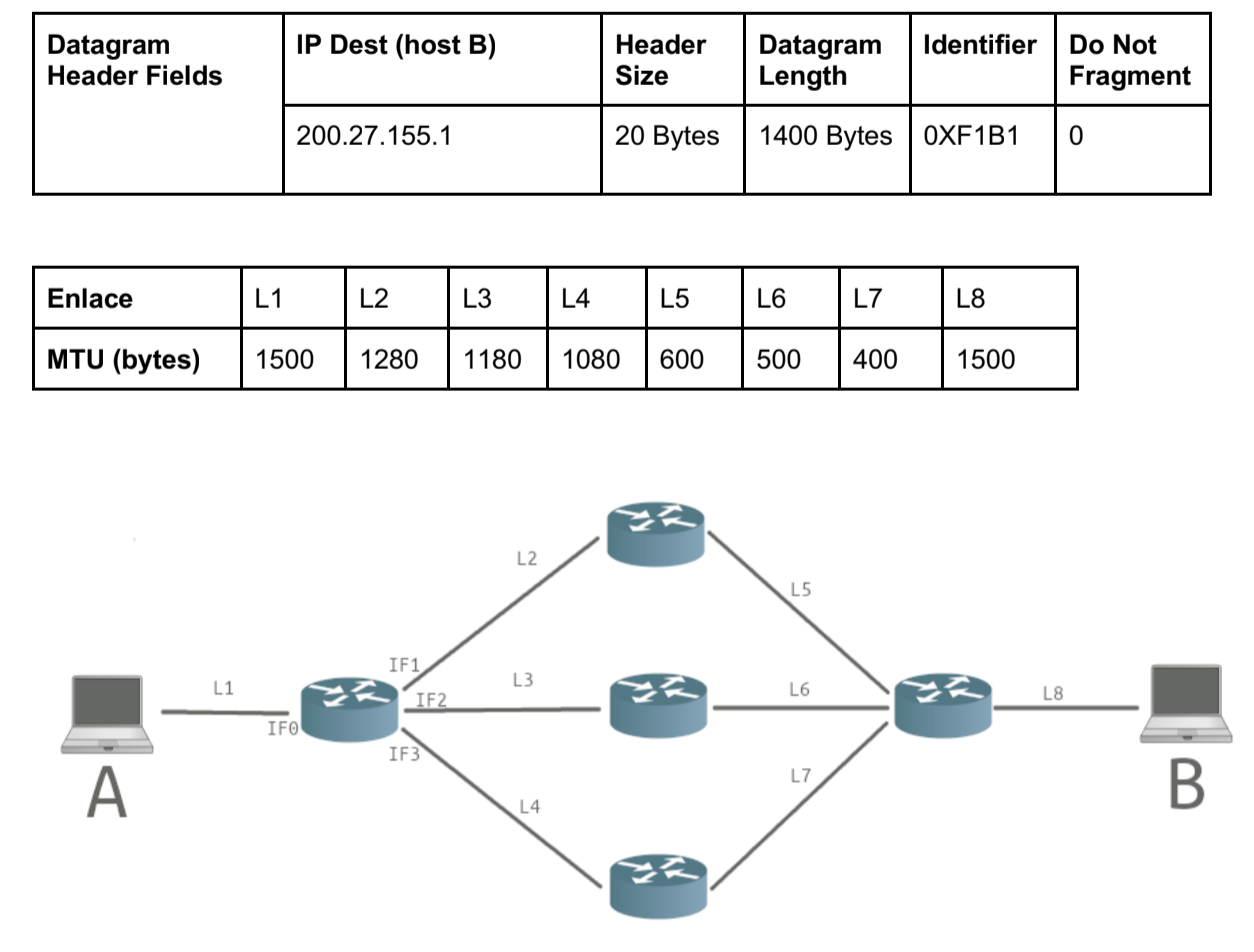 Datagram Header Fields | IP Dest (host B) | Header Size | Datagram Length | Identifier | Do Not Fragment
200.27.155.1 | 20 Bytes | 1400 Bytes | 0XF1B1 | 0
Enlace | L1 | L2 | L3 | L4 | L5 | L6 | L7 | L8
MTU (bytes) | 1500 | 1280 | 1180 | 1080 | 600 | 500 | 400 | 1500
L2
L5
IF1
L1
L3
L6
L8
IF2
IF0
IF3
L7
L4
A
B